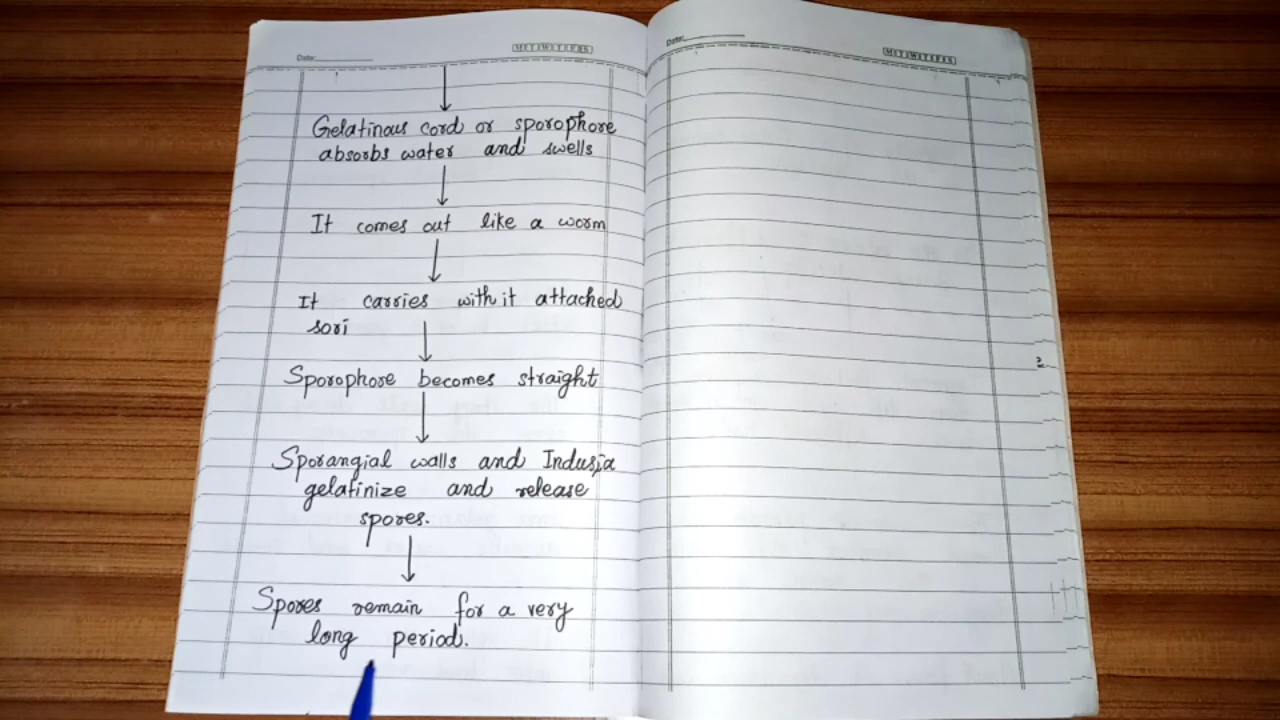 Date:
M T W T F S S
Gelatinous cord or sporophore
absorbs water and swells
It comes out like a worm
It carries with it attached
sori
Sporophore becomes straight
Sporangial walls and Indusia
gelatinize and release
spores.
Spores remain for a very
long period.
Date:
M T W T F S S